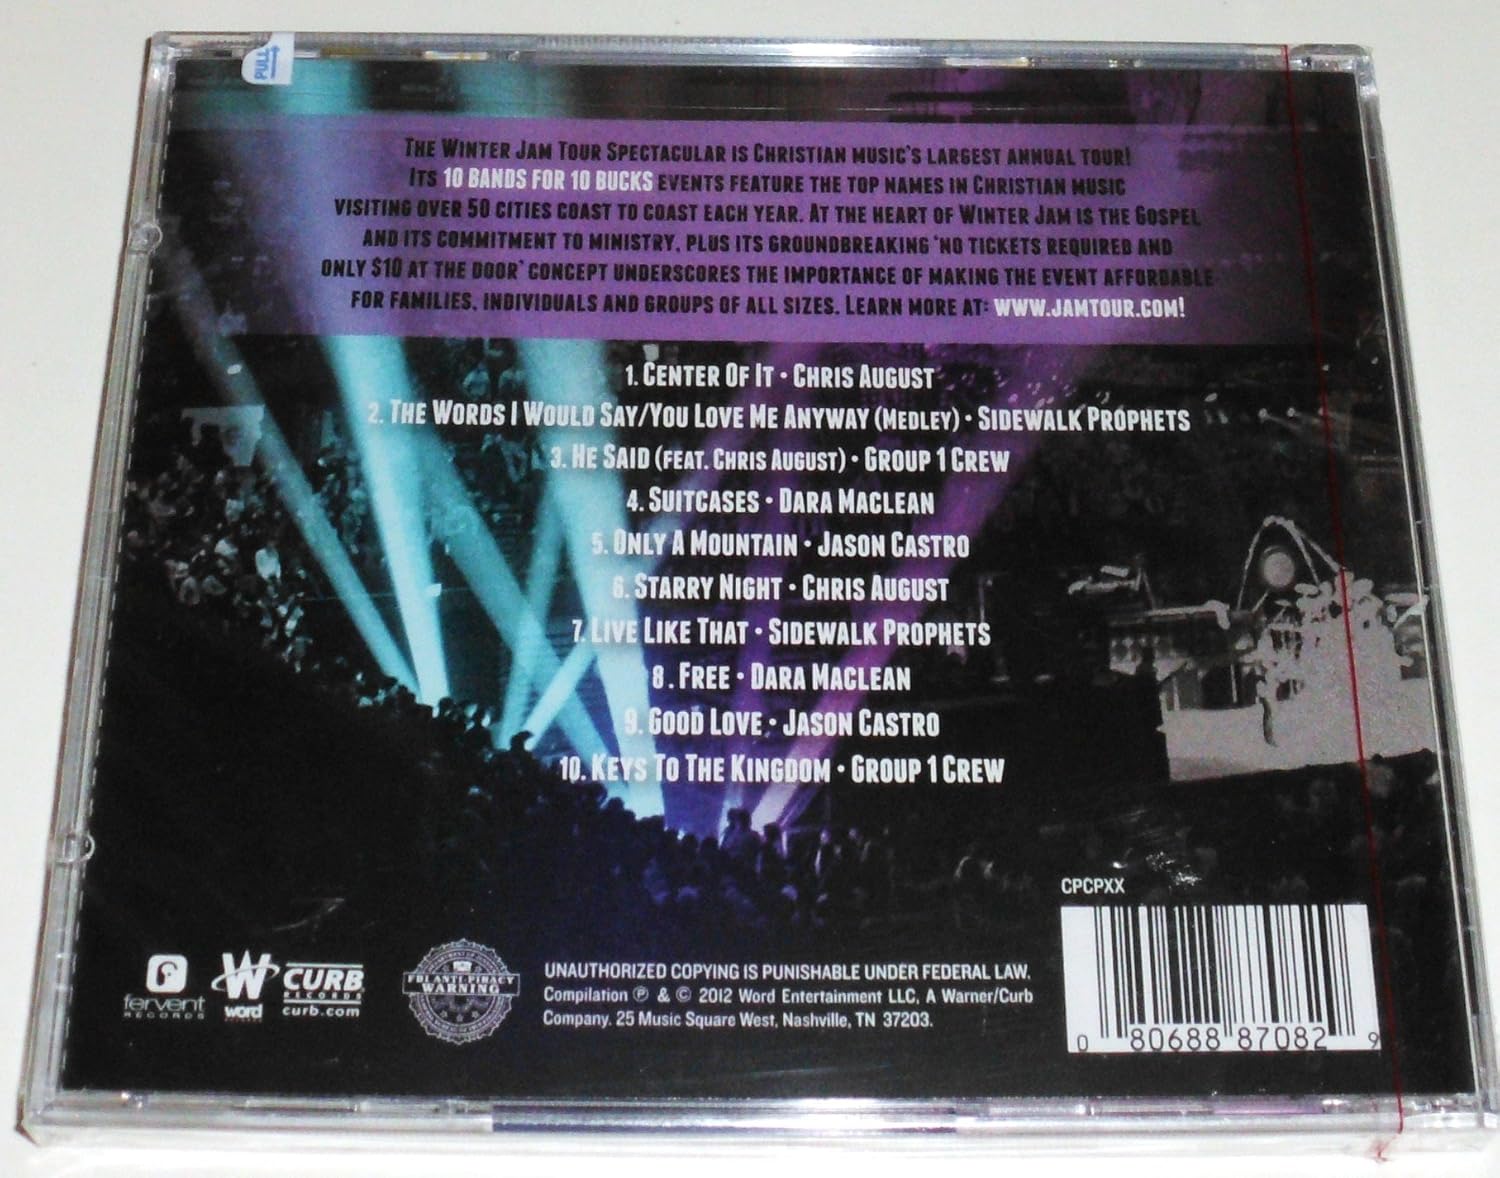 PULL
THE WINTER JAM TOUR SPECTACULAR IS CHRISTIAN MUSIC'S LARGEST ANNUAL TOUR!
ITS 10 BANDS FOR 10 BUCKS EVENTS FEATURE THE TOP NAMES IN CHRISTIAN MUSIC
VISITING OVER 50 CITIES COAST TO COAST EACH YEAR. AT THE HEART OF WINTER JAM IS THE GOSPEL
AND ITS COMMITMENT TO MINISTRY, PLUS ITS GROUNDBREAKING 'NO TICKETS REQUIRED AND
ONLY $10 AT THE DOOR' CONCEPT UNDERSCORES THE IMPORTANCE OF MAKING THE EVENT AFFORDABLE
FOR FAMILIES, INDIVIDUALS AND GROUPS OF ALL SIZES. LEARN MORE AT: WWW.JAMTOUR.COM!
1. CENTER OF IT • CHRIS AUGUST
2. THE WORDS I WOULD SAY/YOU LOVE ME ANYWAY (MEDLEY) • SIDEWALK PROPHETS
3. HE SAID (FEAT. CHRIS AUGUST) • GROUP 1 CREW
4. SUITCASES • DARA MACLEAN
5. ONLY A MOUNTAIN • JASON CASTRO
6. STARRY NIGHT • CHRIS AUGUST
7. LIVE LIKE THAT • SIDEWALK PROPHETS
8. FREE • DARA MACLEAN
9. GOOD LOVE • JASON CASTRO
10. KEYS TO THE KINGDOM • GROUP 1 CREW
CPCPXX
0 80688 87082 9
fervent
RECORDS
W
word
CURB
RECORDS
curb.com
FBI ANTI-PIRACY
WARNING
UNAUTHORIZED COPYING IS PUNISHABLE UNDER FEDERAL LAW.
Compilation ℗ & © 2012 Word Entertainment LLC, A Warner/Curb
Company. 25 Music Square West, Nashville, TN 37203.